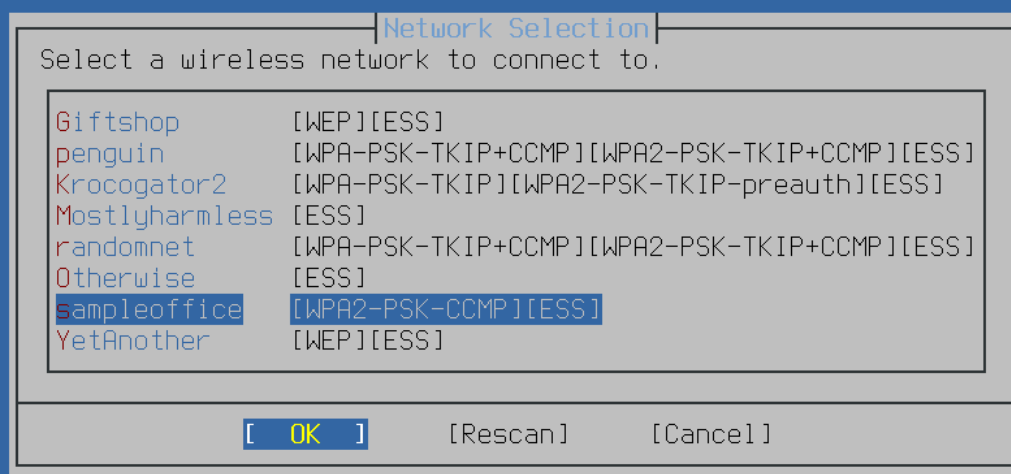 Network Selection
Select a wireless network to connect to.
Giftshop [WEP][ESS]
penguin [WPA-PSK-TKIP+CCMP][WPA2-PSK-TKIP+CCMP][ESS]
Krocogator2 [WPA-PSK-TKIP][WPA2-PSK-TKIP-preauth][ESS]
Mostlyharmless [ESS]
randomnet [WPA-PSK-TKIP+CCMP][WPA2-PSK-TKIP+CCMP][ESS]
Otherwise [ESS]
sampleoffice [WPA2-PSK-CCMP][ESS]
YetAnother [WEP][ESS]
[ OK ] [Rescan] [Cancel]